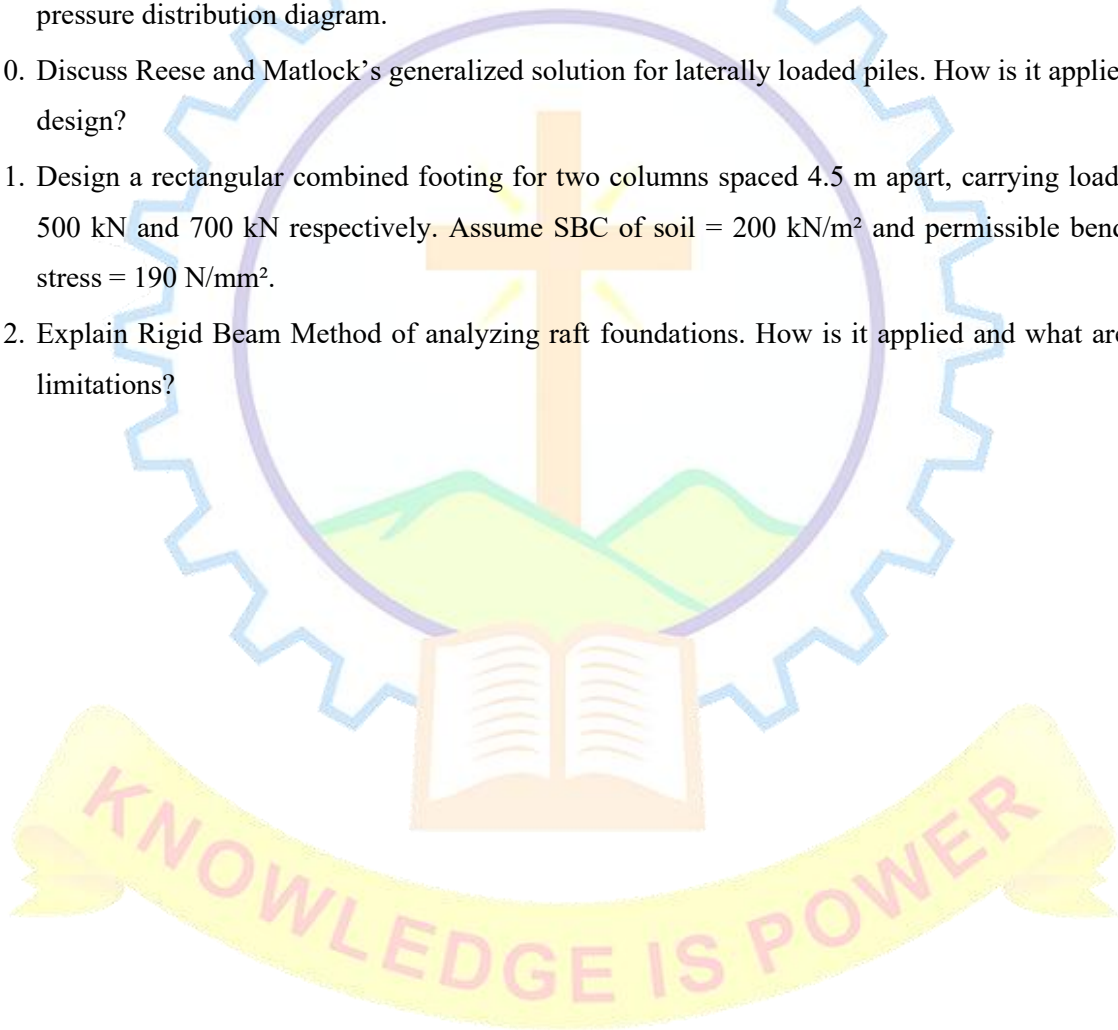 pressure distribution diagram.
0. Discuss Reese and Matlock’s generalized solution for laterally loaded piles. How is it applie
design?
1. Design a rectangular combined footing for two columns spaced 4.5 m apart, carrying load
500 kN and 700 kN respectively. Assume SBC of soil = 200 kN/m² and permissible bend
stress = 190 N/mm².
2. Explain Rigid Beam Method of analyzing raft foundations. How is it applied and what are
limitations?
KNOWLEDGE IS POWER